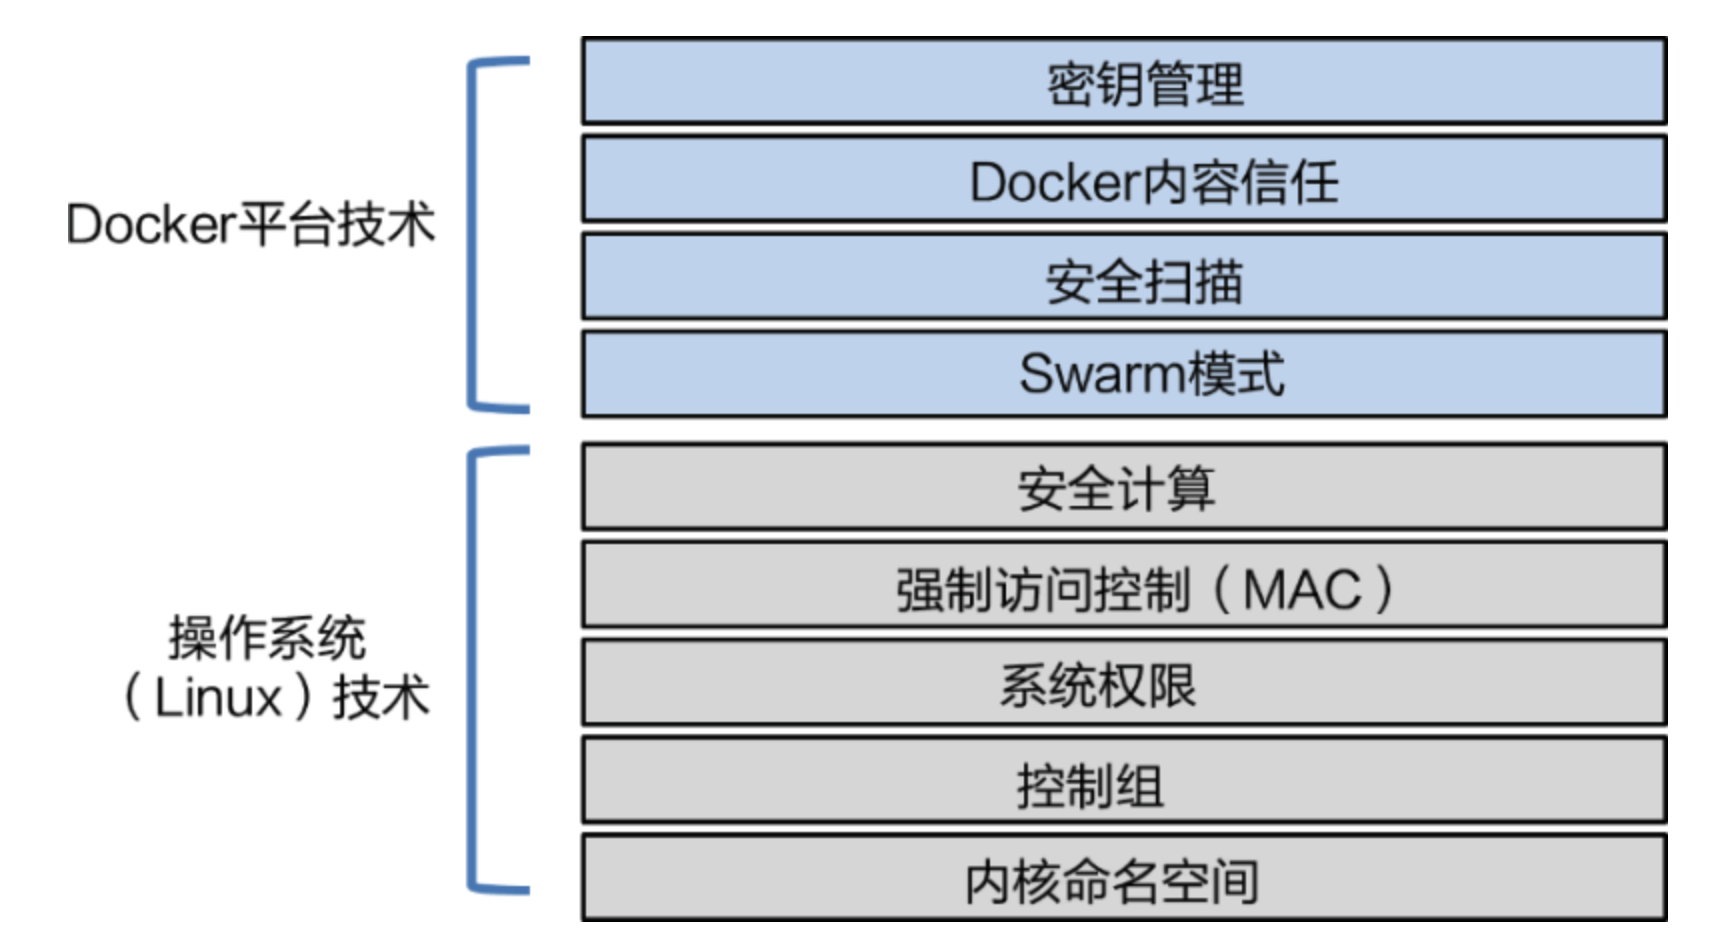 Docker平台技术
密钥管理
Docker内容信任
安全扫描
Swarm模式
操作系统
（Linux）技术
安全计算
强制访问控制（MAC）
系统权限
控制组
内核命名空间